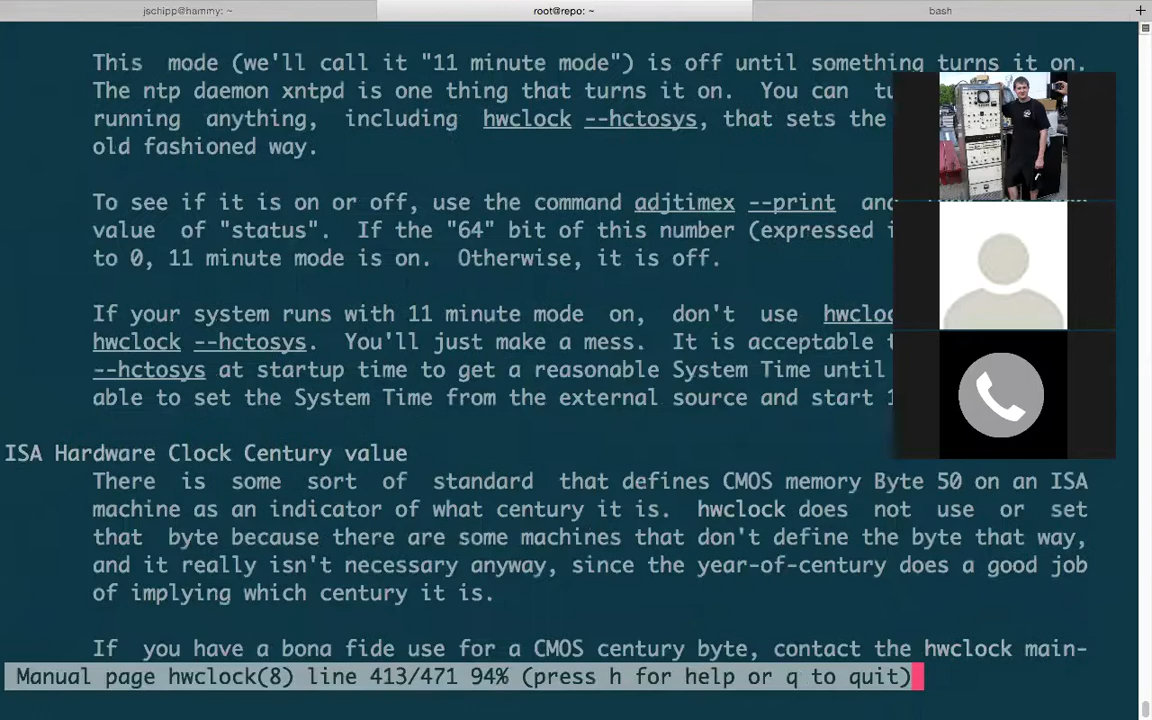 jschipp@hammy: ~
root@repo: ~
bash
+
This mode (we'll call it "11 minute mode") is off until something turns it on.
The ntp daemon xntpd is one thing that turns it on. You can
running anything, including hwclock --hctosys, that sets the
old fashioned way.
To see if it is on or off, use the command adjtimex --print and
value of "status". If the "64" bit of this number (expressed
to 0, 11 minute mode is on. Otherwise, it is off.
If your system runs with 11 minute mode on, don't use
hwclock --hctosys. You'll just make a mess. It is acceptable
--hctosys at startup time to get a reasonable System Time until
able to set the System Time from the external source and start
ISA Hardware Clock Century value
There is some sort of standard that defines CMOS memory Byte 50 on an ISA
machine as an indicator of what century it is. hwclock does not use or set
that byte because there are some machines that don't define the byte that way,
and it really isn't necessary anyway, since the year-of-century does a good job
of implying which century it is.
If you have a bona fide use for a CMOS century byte, contact the hwclock main-
Manual page hwclock(8) line 413/471 94% (press h for help or q to quit)